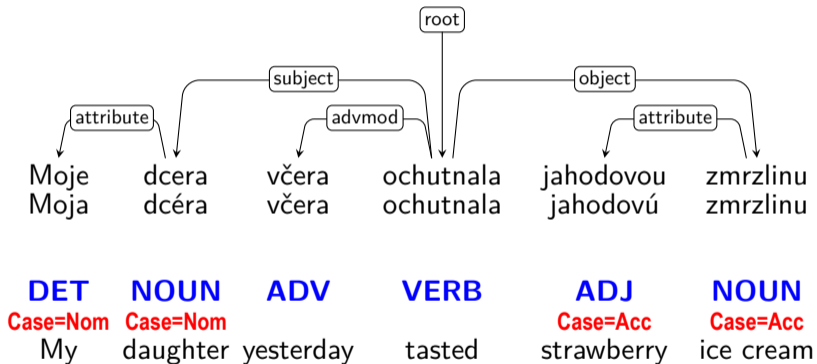 root
subject object
attribute advmod attribute
Moje dcera včera ochutnala jahodovou zmrzlinu
Moja dcéra včera ochutnala jahodovú zmrzlinu
DET NOUN ADV VERB ADJ NOUN
Case=Nom Case=Nom Case=Acc Case=Acc
My daughter yesterday tasted strawberry ice cream